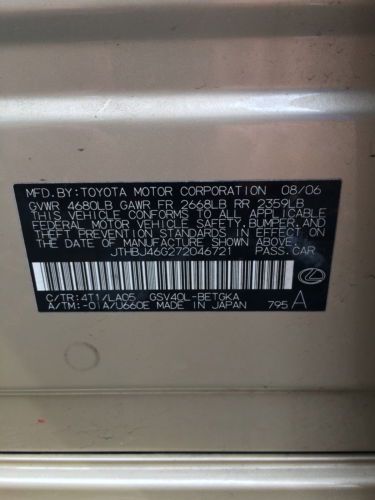 MFD.BY:TOYOTA MOTOR CORPORATION 08/06
GVWR 4680LB GAWR FR 2668LB RR 2359LB
THIS VEHICLE CONFORMS TO ALL APPLICABLE
FEDERAL MOTOR VEHICLE SAFETY, BUMPER, AND
THEFT PREVENTION STANDARDS IN EFFECT ON THE
DATE OF MANUFACTURE SHOWN ABOVE.
JTHBJ46G272046721 PASS.CAR
C/TR:4T1/LA05 GSV40L-BETGKA
A/TM:-01A/U660E MADE IN JAPAN 795 A